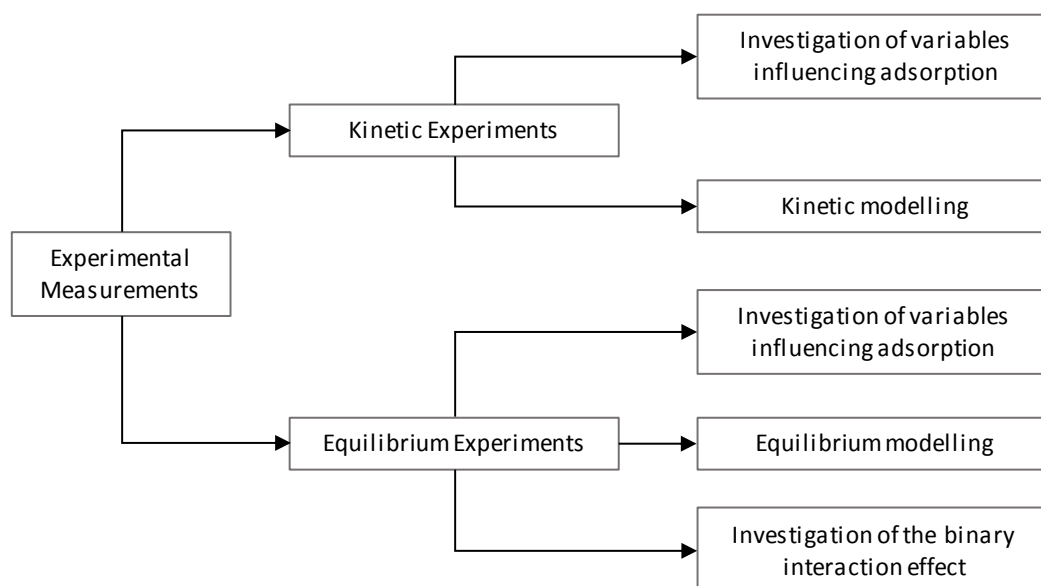 Investigation of variables
influencing adsorption
Kinetic Experiments
Kinetic modelling
Experimental
Measurements
Investigation of variables
influencing adsorption
Equilibrium Experiments
Equilibrium modelling
Investigation of the binary
interaction effect